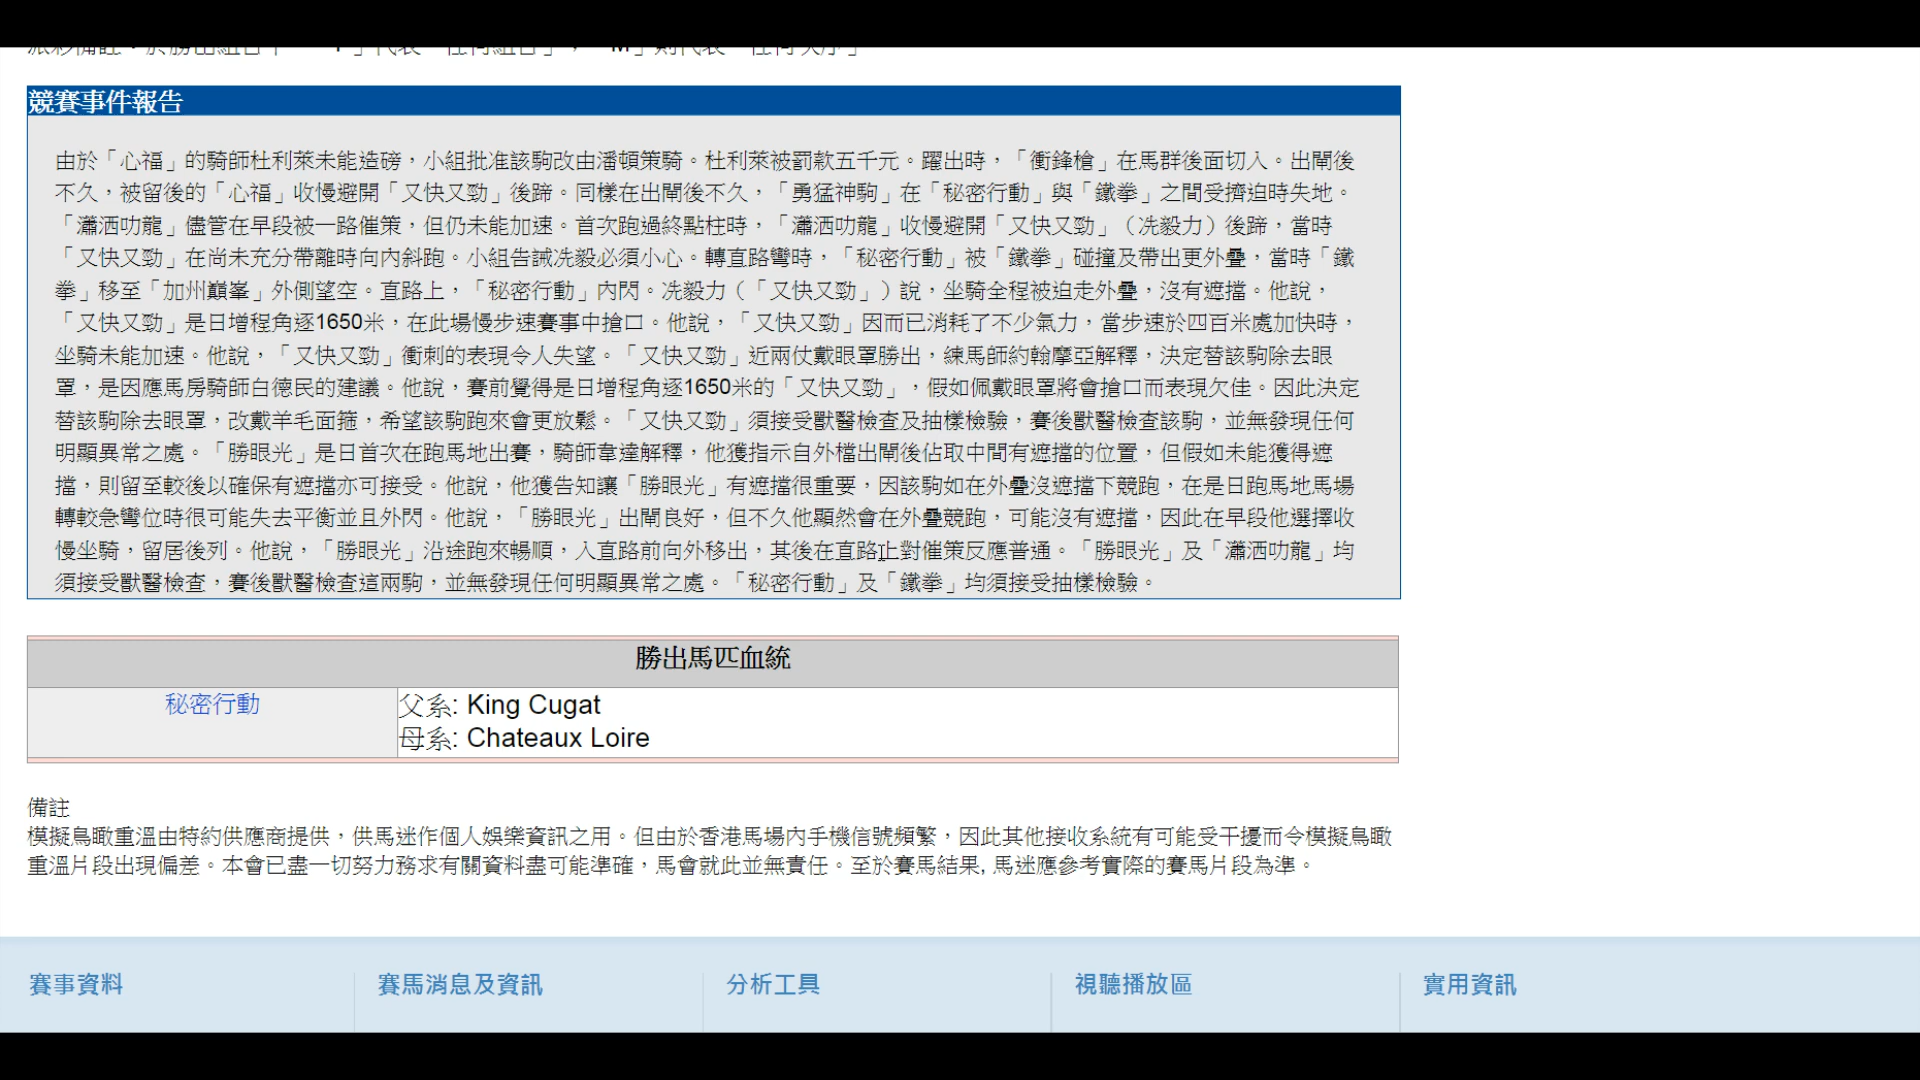 競賽事件報告
由於「心福」的騎師杜利萊未能造磅，小組批准該駒改由潘頓策騎。杜利萊被罰款五千元。躍出時，「衝鋒槍」在馬群後面切入。出閘後
不久，被留後的「心福」收慢避開「又快又勁」後蹄。同樣在出閘後不久，「勇猛神駒」在「秘密行動」與「鐵拳」之間受擠迫時失地。
「瀟洒叻龍」儘管在早段被一路催策，但仍未能加速。首次跑過終點柱時，「瀟洒叻龍」收慢避開「又快又勁」（冼毅力）後蹄，當時
「又快又勁」在尚未充分帶離時向內斜跑。小組告誡冼毅必須小心。轉直路彎時，「秘密行動」被「鐵拳」碰撞及帶出更外疊，當時「鐵
拳」移至「加州巔峯」外側望空。直路上，「秘密行動」內閃。冼毅力（「又快又勁」）說，坐騎全程被迫走外疊，沒有遮擋。他說，
「又快又勁」是日增程角逐1650米，在此場慢步速賽事中搶口。他說，「又快又勁」因而已消耗了不少氣力，當步速於四百米處加快時，
坐騎未能加速。他說，「又快又勁」衝刺的表現令人失望。「又快又勁」近兩仗戴眼罩勝出，練馬師約翰摩亞解釋，決定替該駒除去眼
罩，是因應馬房騎師白德民的建議。他說，賽前覺得是日增程角逐1650米的「又快又勁」，假如佩戴眼罩將會搶口而表現欠佳。因此決定
替該駒除去眼罩，改戴羊毛面箍，希望該駒跑來會更放鬆。「又快又勁」須接受獸醫檢查及抽樣檢驗，賽後獸醫檢查該駒，並無發現任何
明顯異常之處。「勝眼光」是日首次在跑馬地出賽，騎師韋達解釋，他獲指示自外檔出閘後佔取中間有遮擋的位置，但假如未能獲得遮
擋，則留至較後以確保有遮擋亦可接受。他說，他獲告知讓「勝眼光」有遮擋很重要，因該駒如在外疊沒遮擋下競跑，在是日跑馬地馬場
轉較急彎位時很可能失去平衡並且外閃。他說，「勝眼光」出閘良好，但不久他顯然會在外疊競跑，可能沒有遮擋，因此在早段他選擇收
慢坐騎，留居後列。他說，「勝眼光」沿途跑來暢順，入直路前向外移出，其後在直路上對催策反應普通。「勝眼光」及「瀟洒叻龍」均
須接受獸醫檢查，賽後獸醫檢查這兩駒，並無發現任何明顯異常之處。「秘密行動」及「鐵拳」均須接受抽樣檢驗。
勝出馬匹血統
秘密行動
父系: King Cugat
母系: Chateaux Loire
備註
模擬鳥瞰重溫由特約供應商提供，供馬迷作個人娛樂資訊之用。但由於香港馬場內手機信號頻繁，因此其他接收系統有可能受干擾而令模擬鳥瞰
重溫片段出現偏差。本會已盡一切努力務求有關資料盡可能準確，馬會就此並無責任。至於賽馬結果, 馬迷應參考實際的賽馬片段為準。
賽事資料
賽馬消息及資訊
分析工具
視聽播放區
實用資訊